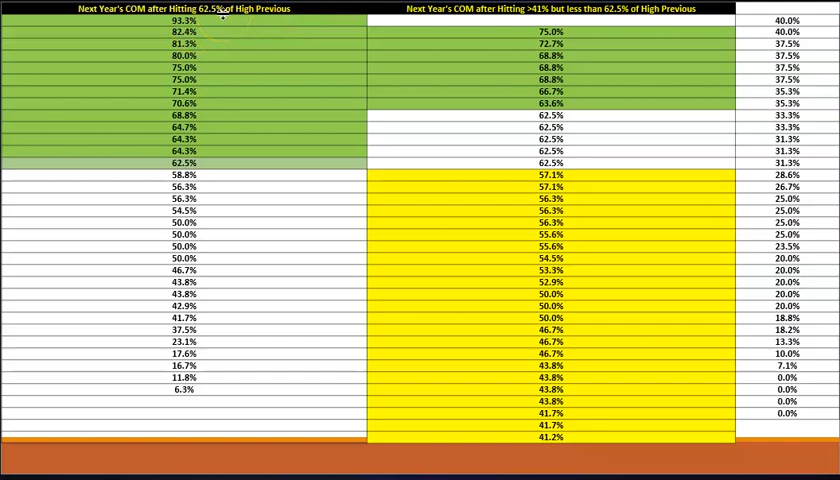 Next Year's COM after Hitting 62.5% of High Previous Next Year's COM after Hitting >41% but less than 62.5% of High Previous
93.3% 40.0%
82.4% 75.0% 40.0%
81.3% 72.7% 37.5%
80.0% 68.8% 37.5%
75.0% 68.8% 37.5%
75.0% 68.8% 37.5%
71.4% 66.7% 35.3%
70.6% 63.6% 35.3%
68.8% 62.5% 33.3%
64.7% 62.5% 33.3%
64.3% 62.5% 31.3%
64.3% 62.5% 31.3%
62.5% 62.5% 31.3%
58.8% 57.1% 28.6%
56.3% 57.1% 26.7%
56.3% 56.3% 25.0%
54.5% 56.3% 25.0%
50.0% 56.3% 25.0%
50.0% 55.6% 25.0%
50.0% 55.6% 23.5%
50.0% 54.5% 20.0%
46.7% 53.3% 20.0%
43.8% 52.9% 20.0%
43.8% 50.0% 20.0%
42.9% 50.0% 20.0%
41.7% 50.0% 18.8%
37.5% 46.7% 18.2%
23.1% 46.7% 13.3%
17.6% 46.7% 10.0%
16.7% 43.8% 7.1%
11.8% 43.8% 0.0%
6.3% 43.8% 0.0%
43.8% 0.0%
41.7% 0.0%
41.7%
41.2%